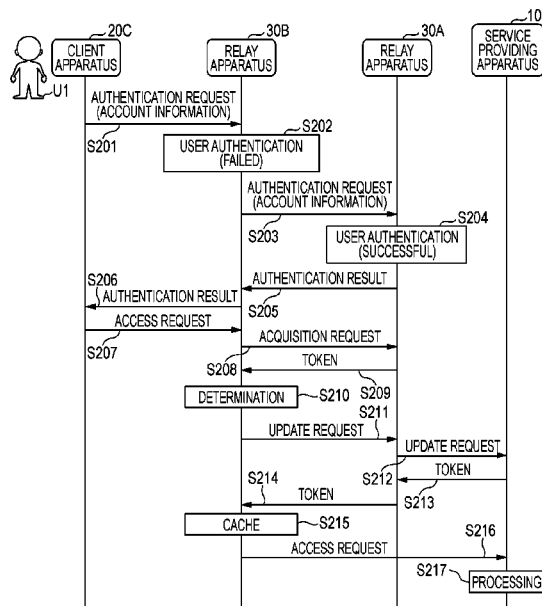 20C
30B
30A
10
CLIENT
APPARATUS
RELAY
APPARATUS
RELAY
APPARATUS
SERVICE
PROVIDING
APPARATUS
U1
AUTHENTICATION REQUEST
(ACCOUNT INFORMATION)
S201
S202
USER AUTHENTICATION
(FAILED)
AUTHENTICATION REQUEST
(ACCOUNT INFORMATION)
S203
S204
USER AUTHENTICATION
(SUCCESSFUL)
S206
AUTHENTICATION RESULT
S205
AUTHENTICATION RESULT
ACCESS REQUEST
S207
ACQUISITION REQUEST
S208
TOKEN
S209
DETERMINATION
S210
S211
UPDATE REQUEST
UPDATE REQUEST
S212
TOKEN
S213
S214
TOKEN
CACHE
S215
ACCESS REQUEST
S216
S217
PROCESSING